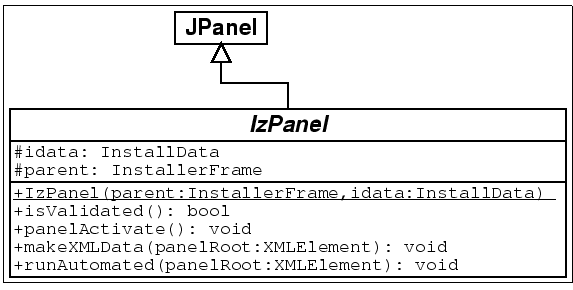 JPanel
IzPanel
#idata: InstallData
#parent: InstallerFrame
+IzPanel(parent:InstallerFrame,idata:InstallData)
+isValidated(): bool
+panelActivate(): void
+makeXMLData(panelRoot:XMLElement): void
+runAutomated(panelRoot:XMLElement): void